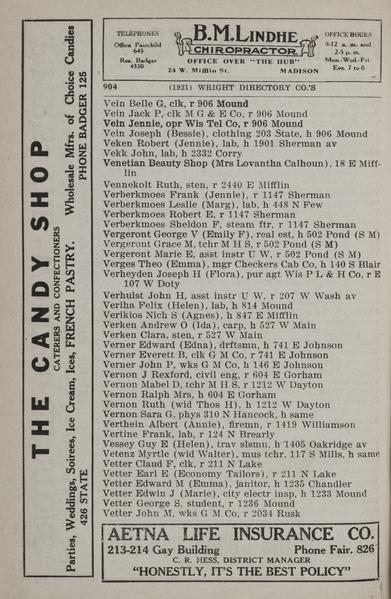 TELEPHONES
Office Fairchild
645
Res. Badger
4330
B.M. LINDHE
CHIROPRACTOR
OFFICE OVER "THE HUB"
24 W. Mifflin St. MADISON
OFFICE HOURS
9-12 a. m. and
2-5 p. m.
Mon.-Wed.-Fri
Eve. 7 to 8
904 (1921) WRIGHT DIRECTORY CO.'S
Vein Belle G, clk, r 906 Mound
Vein Jack P, clk M G & E Co, r 906 Mound
Vein Jennie, opr Wis Tel Co, r 906 Mound
Vein Joseph (Bessie), clothing 203 State, h 906 Mound
Veken Robert (Jennie), lab, h 1901 Sherman av
Vekk John, lab, h 2332 Corry
Venetian Beauty Shop (Mrs Lovantha Calhoun), 18 E Miff-
lin
Vennekolt Ruth, sten, r 2440 E Mifflin
Verberkmoes Frank (Jennie), r 1147 Sherman
Verberkmoes Leslie (Marg), lab, h 448 N Few
Verberkmoes Robert E, r 1147 Sherman
Verberkmoes Sheldon F, steam ftr, r 1147 Sherman
Vergeront George V (Emily F), real est, h 502 Pond (S M)
Vergeront Grace M, tchr M H S, r 502 Pond (S M)
Vergeront Marie E, asst instr U W, r 502 Pond (S M)
Verges Theo (Emma), mgr Checkers Cab Co, h 140 S Blair
Verheyden Joseph H (Flora), pur agt Wis P L & H Co, r E
107 W Doty
Verhulst John H, asst instr U W, r 207 W Wash av
Veriha Felix (Helen), lab, h 814 Mound
Verikios Nich S (Agnes), h 847 E Mifflin
Verken Andrew O (Ida), carp, h 527 W Main
Verken Clara, sten, r 527 W Main
Verner Edward (Edna), drftsmn, h 741 E Johnson
Verner Everett B, clk G M Co, r 741 E Johnson
Verner John P, wks G M Co, h 146 E Johnson
Vernon J Rexford, civil eng, r 604 E Gorham
Vernon Mabel D, tchr M H S, r 1212 W Dayton
Vernon Ralph Mrs, h 604 E Gorham
Vernon Ruth (wid Thos H), h 1212 W Dayton
Vernon Sara G, phys 310 N Hancock, h same
Verthein Albert (Annie), firemn, r 1419 Williamson
Vertine Frank, lab, r 124 N Brearly
Vessey Guy E (Helen), trav slsmn, h 1405 Oakridge av
Vetenz Myrtle (wid Walter), mus tchr, 117 S Mills, h same
Vetter Claud F, clk, r 211 N Lake
Vetter Earl E (Economy Tailors), r 211 N Lake
Vetter Edward M (Emma), janitor, h 1235 Chandler
Vetter Edwin J (Marie), city electr insp, h 1233 Mound
Vetter George S, student, r 1236 Mound
Vetter John M, wks G M Co, r 2034 Rusk
AETNA LIFE INSURANCE CO.
213-214 Gay Building Phone Fair. 826
C. R. HESS, DISTRICT MANAGER
"HONESTLY, IT'S THE BEST POLICY"
THE CANDY SHOP
CATERERS AND CONFECTIONERS
Parties, Weddings, Soirees, Ice Cream, Ices, FRENCH PASTRY. Wholesale Mfrs. of Choice Candies
426 STATE PHONE BADGER 125